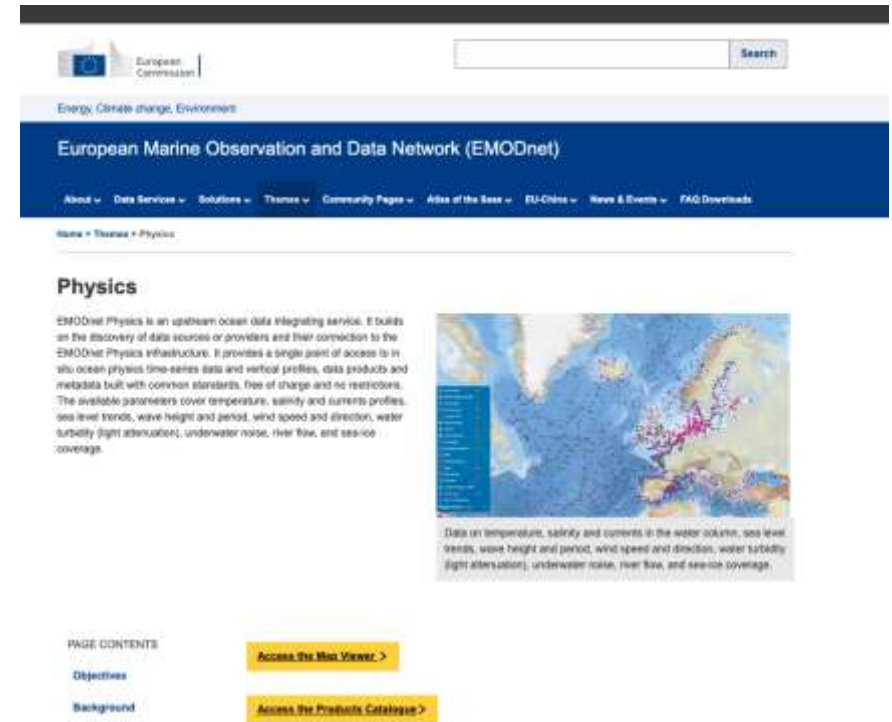 European
Commission
Search
Energy, Climate change, Environment
European Marine Observation and Data Network (EMODnet)
About Data Services Solutions Themes Community Pages Atlas of the Seas EU-China News & Events FAQ Downloads
Home > Themes > Physics
Physics
EMODnet Physics is an upstream ocean data integrating service. It builds
on the discovery of data sources or providers and their connection to the
EMODnet Physics infrastructure. It provides a single point of access to in
situ ocean physics time-series data and vertical profiles, data products and
metadata built with common standards, free of charge and no restrictions.
The available parameters cover temperature, salinity and currents profiles,
sea level trends, wave height and period, wind speed and direction, water
turbidity (light attenuation), underwater noise, river flow, and sea-ice
coverage.
Data on temperature, salinity and currents in the water column, sea level
trends, wave height and period, wind speed and direction, water turbidity
(light attenuation), underwater noise, river flow, and sea-ice coverage.
PAGE CONTENTS
Objectives
Background
Access the Map Viewer >
Access the Products Catalogue >